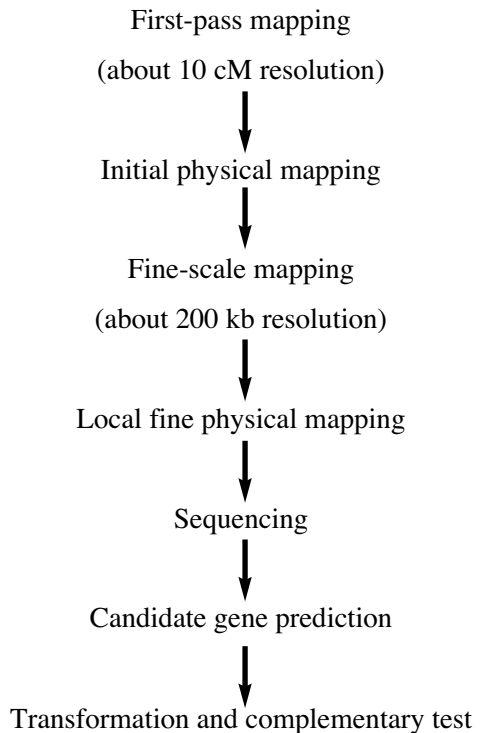 First-pass mapping
(about 10 cM resolution)
Initial physical mapping
Fine-scale mapping
(about 200 kb resolution)
Local fine physical mapping
Sequencing
Candidate gene prediction
Transformation and complementary test